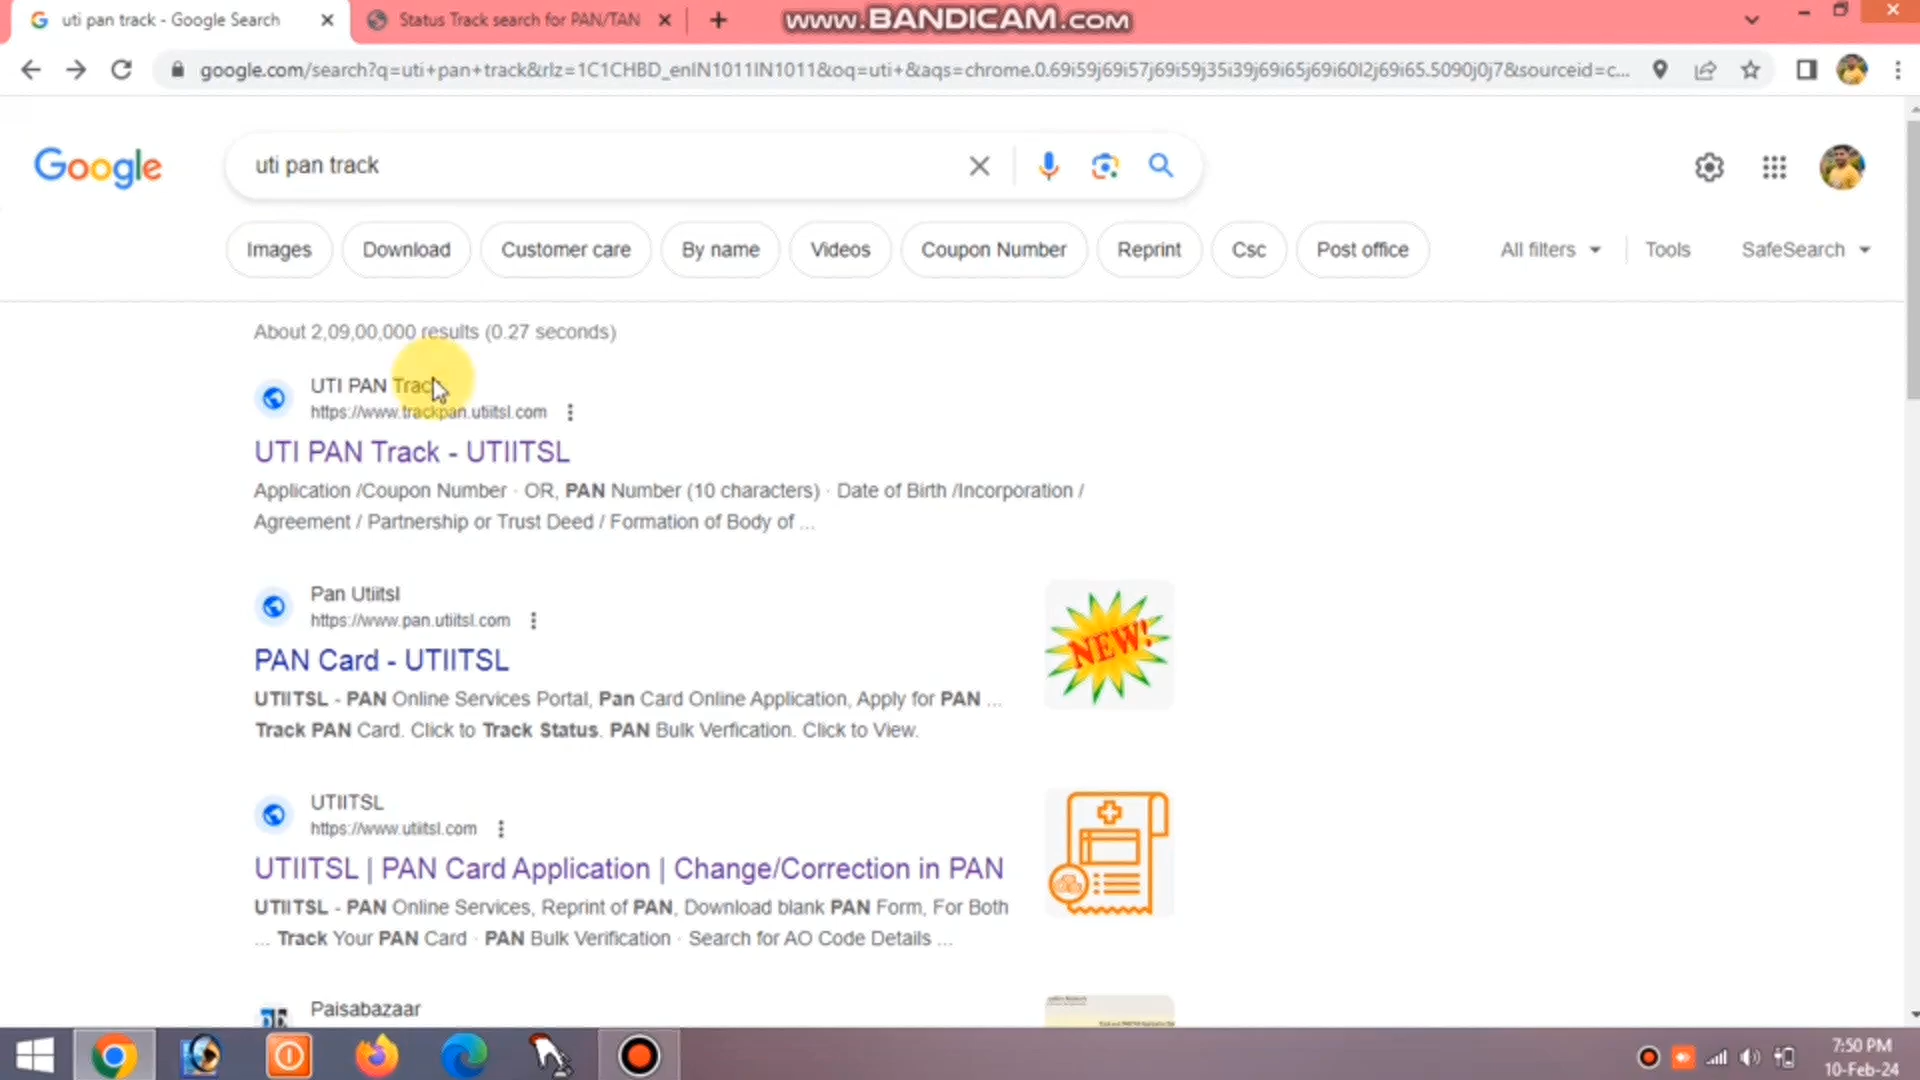 uti pan track - Google Search
Status Track search for PAN/TAN
www.BANDICAM.com
google.com/search?q=uti+pan+track&rlz=1C1CHBD_enIN1011IN1011&oq=uti+&aqs=chrome.0.69i59j69i57j69i59j35i39j69i65j69i60l2j69i65.5090j0j7&sourceid=c...
Google
uti pan track
Images
Download
Customer care
By name
Videos
Coupon Number
Reprint
Csc
Post office
All filters
Tools
SafeSearch
About 2,09,00,000 results (0.27 seconds)
UTI PAN Track
https://www.trackpan.utiitsl.com
UTI PAN Track - UTIITSL
Application /Coupon Number · OR, PAN Number (10 characters) · Date of Birth /Incorporation /
Agreement / Partnership or Trust Deed / Formation of Body of ...
Pan Utiitsl
https://www.pan.utiitsl.com
PAN Card - UTIITSL
UTIITSL - PAN Online Services Portal, Pan Card Online Application, Apply for PAN ...
Track PAN Card. Click to Track Status. PAN Bulk Verfication. Click to View.
NEW!
UTIITSL
https://www.utiitsl.com
UTIITSL | PAN Card Application | Change/Correction in PAN
UTIITSL - PAN Online Services, Reprint of PAN, Download blank PAN Form, For Both
... Track Your PAN Card · PAN Bulk Verification · Search for AO Code Details ...
Paisabazaar
7:50 PM
10-Feb-24